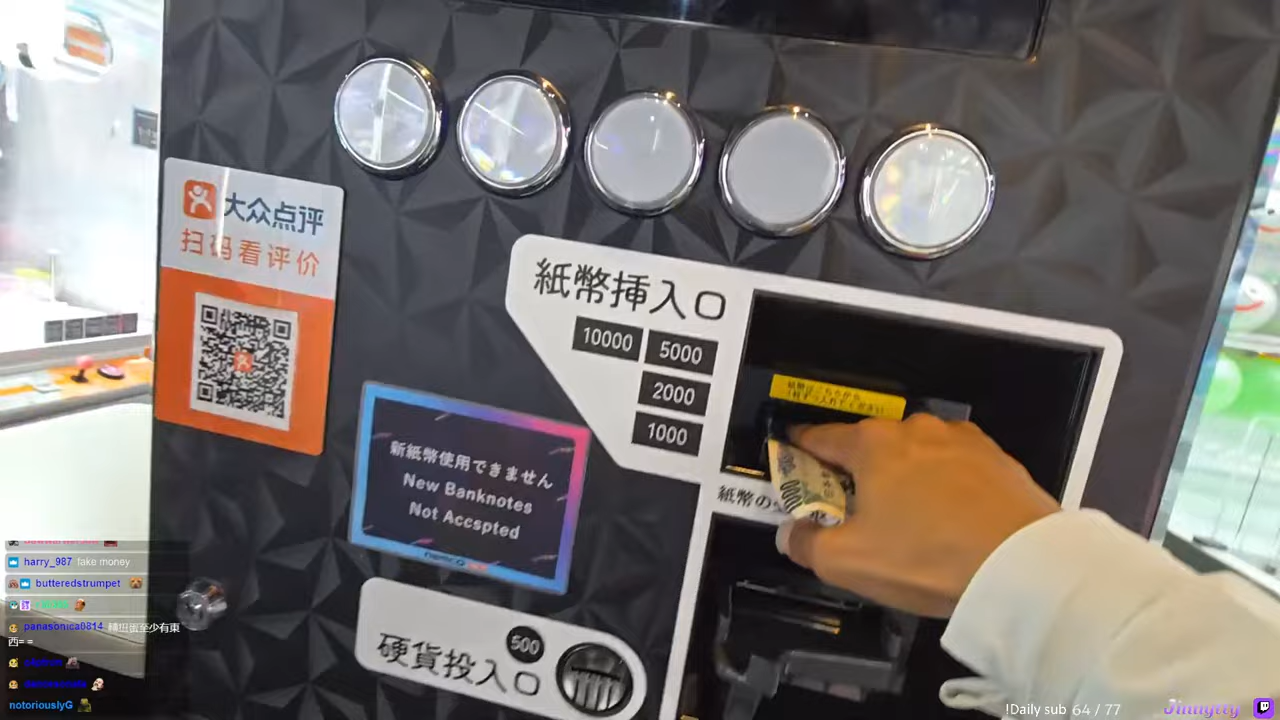 大众点评
扫码看评价
紙幣挿入口
10000
5000
2000
1000
新紙幣使用できません
New Banknotes
Not Accspted
硬貨投入口
500
harry_987 fake money
butteredstrumpet
panasonica0814
notoriouslyG
!Daily sub 64 / 77